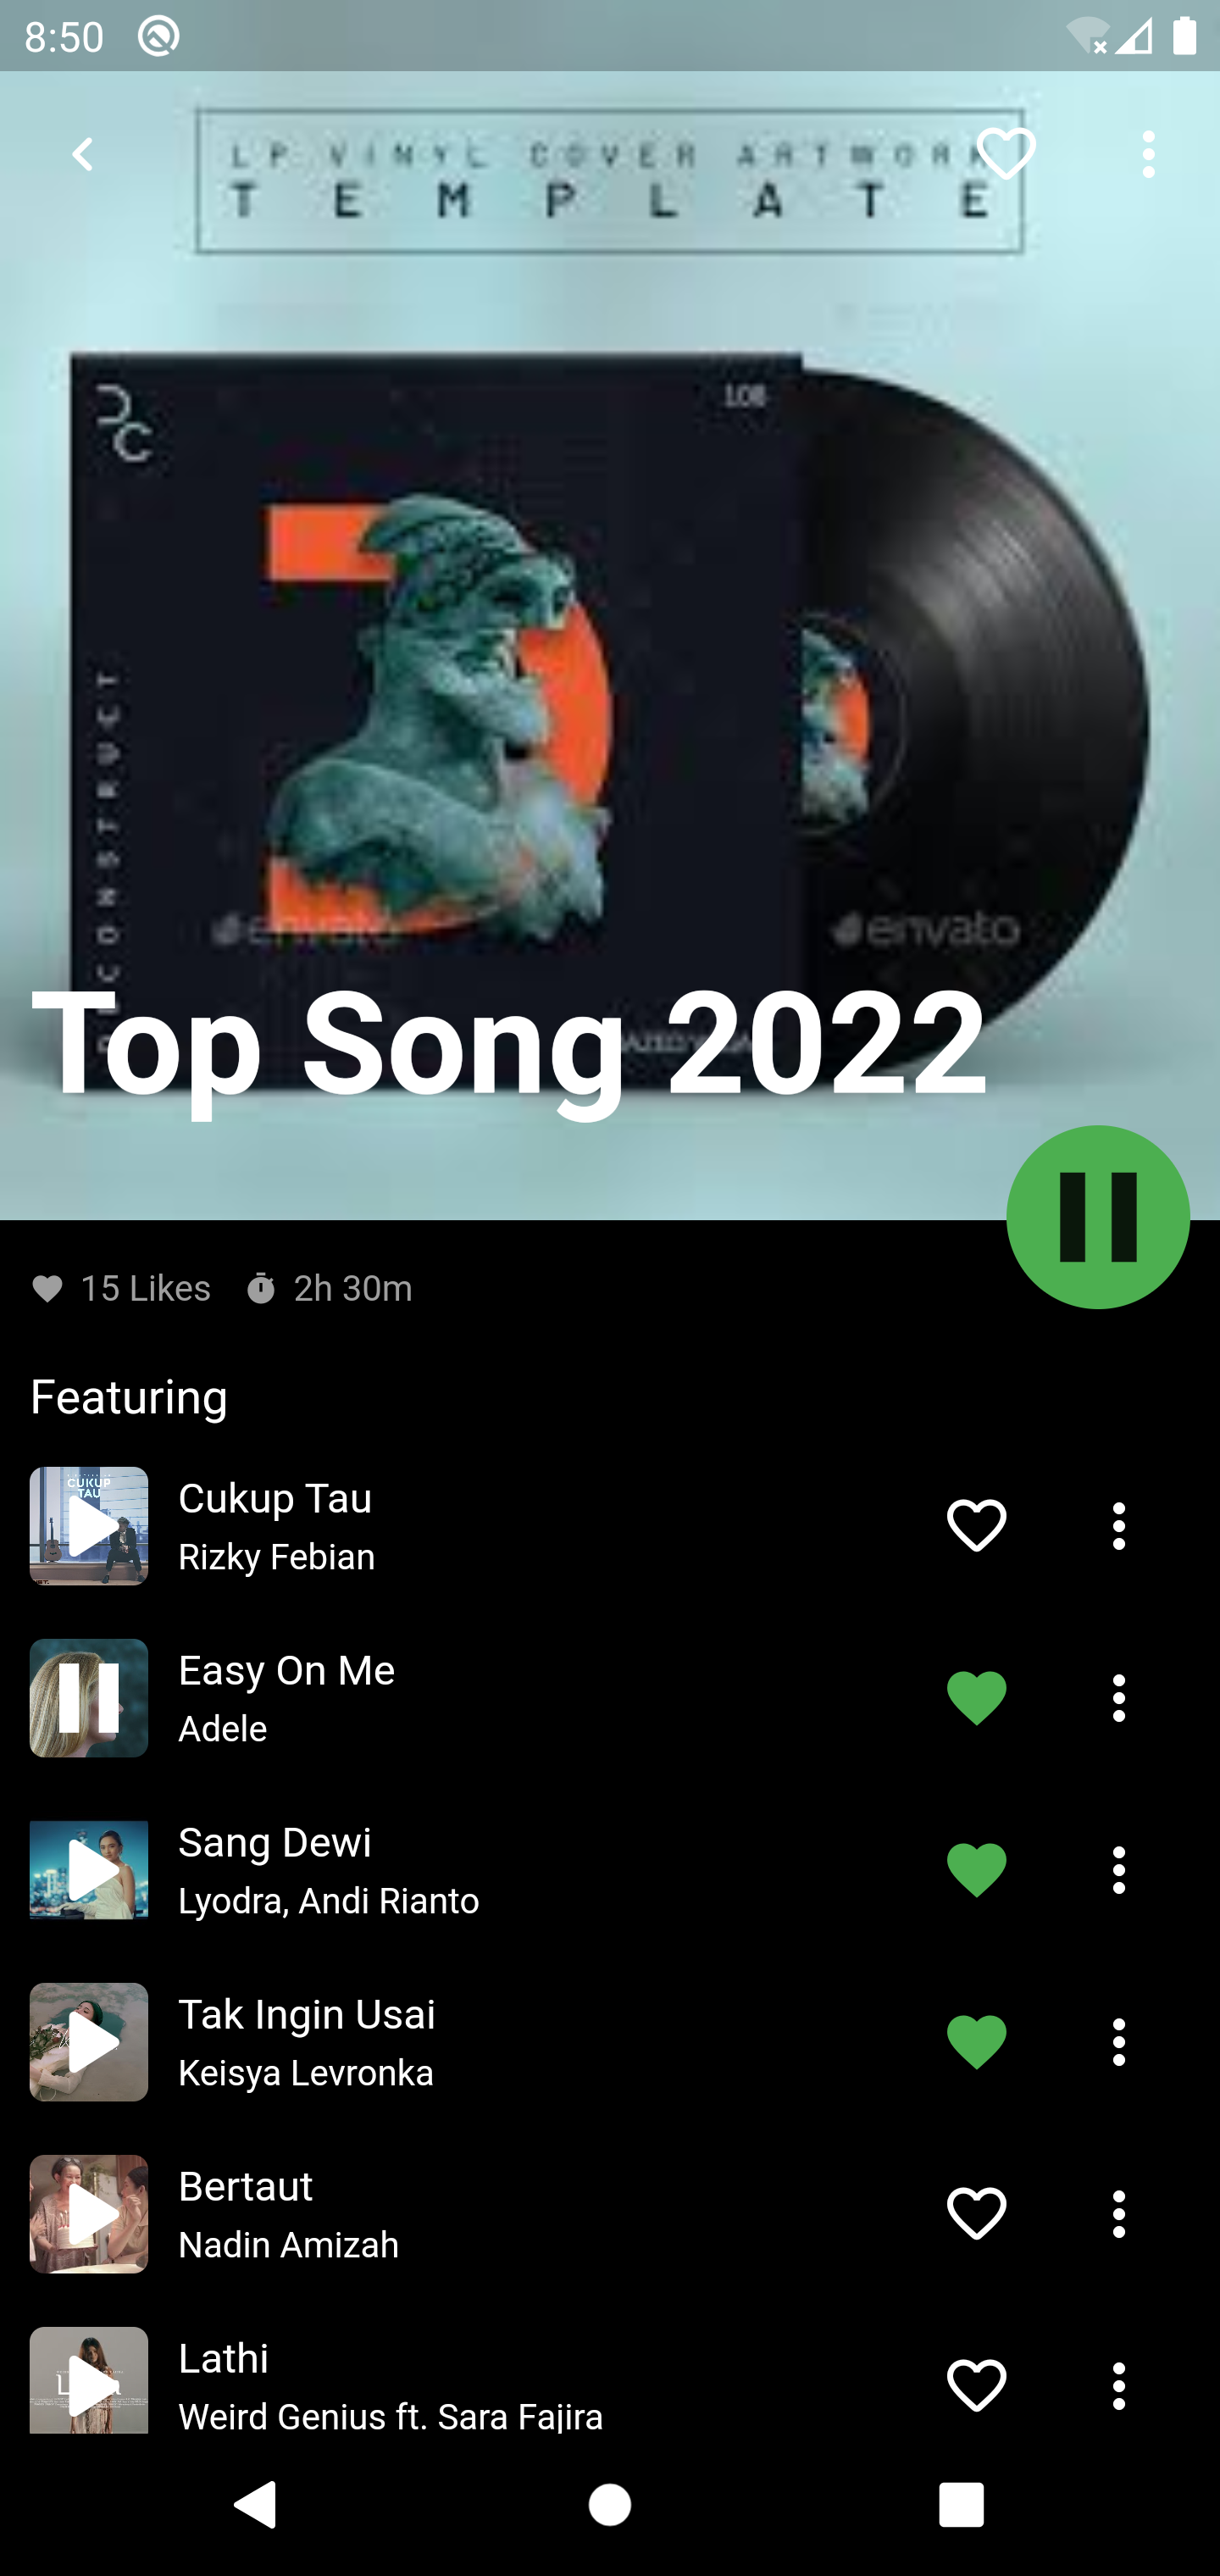 8:50
LP VINYL COVER ARTWORK
TEMPLATE
108
envato
envato
Top Song 2022
15 Likes
2h 30m
Featuring
CUKUP
TAU
Cukup Tau
Rizky Febian
Easy On Me
Adele
Sang Dewi
Lyodra, Andi Rianto
Tak Ingin Usai
Keisya Levronka
Bertaut
Nadin Amizah
Lathi
Weird Genius ft. Sara Fajira